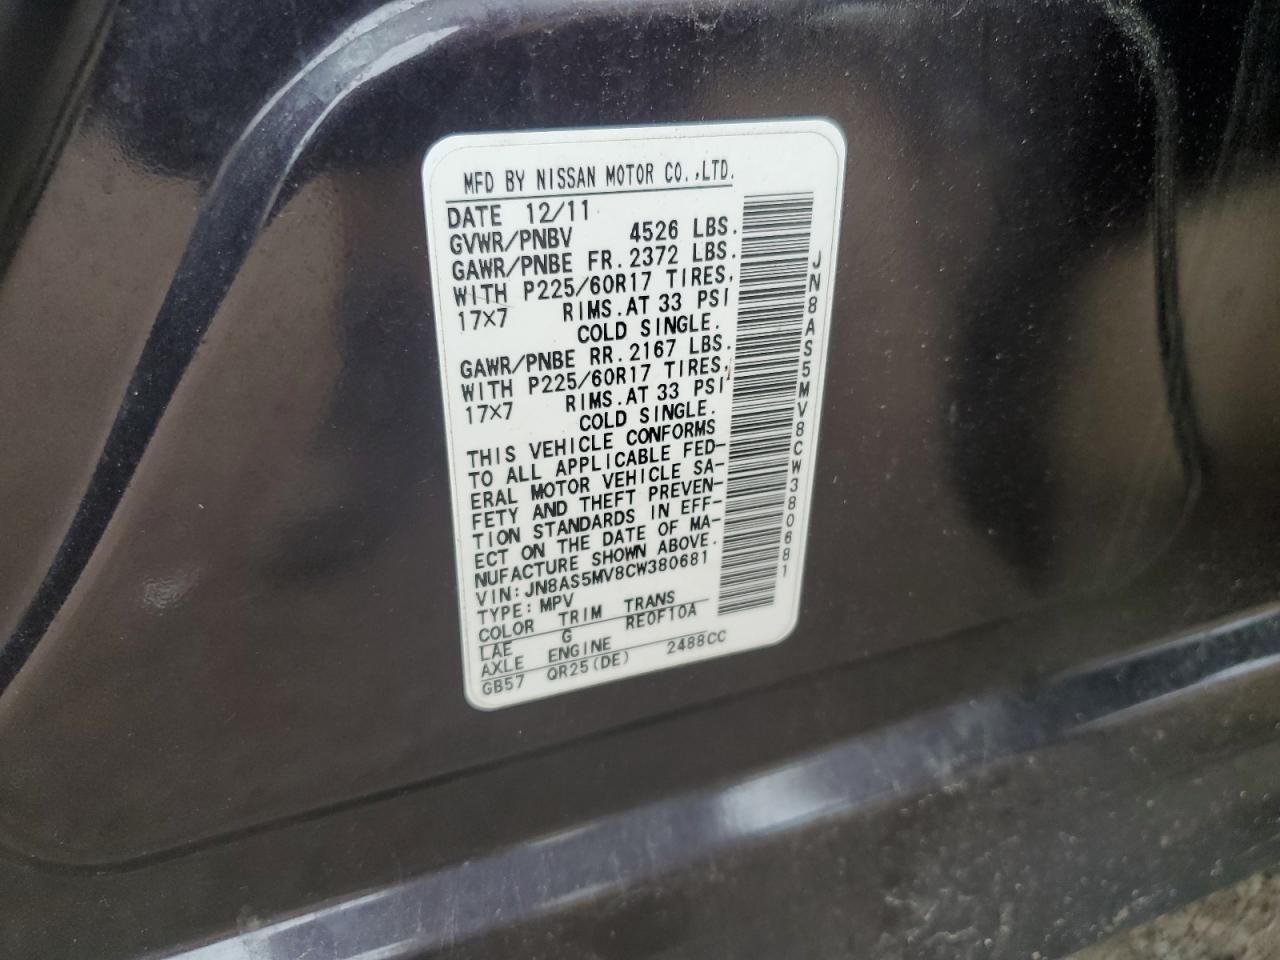 MFD BY NISSAN MOTOR CO.,LTD.
DATE 12/11
GVWR/PNBV 4526 LBS.
GAWR/PNBE FR. 2372 LBS.
WITH P225/60R17 TIRES,
17×7 RIMS.AT 33 PSI
COLD SINGLE.
GAWR/PNBE RR. 2167 LBS.
WITH P225/60R17 TIRES,
17×7 RIMS.AT 33 PSI
COLD SINGLE.
THIS VEHICLE CONFORMS
TO ALL APPLICABLE FED-
ERAL MOTOR VEHICLE SA-
FETY AND THEFT PREVEN-
TION STANDARDS IN EFF-
ECT ON THE DATE OF MA-
NUFACTURE SHOWN ABOVE.
VIN:JN8AS5MV8CW380681
TYPE:MPV
COLOR TRIM TRANS
LAE G RE0F10A
AXLE ENGINE
GB57 QR25(DE) 2488CC
JN8AS5MV8CW380681